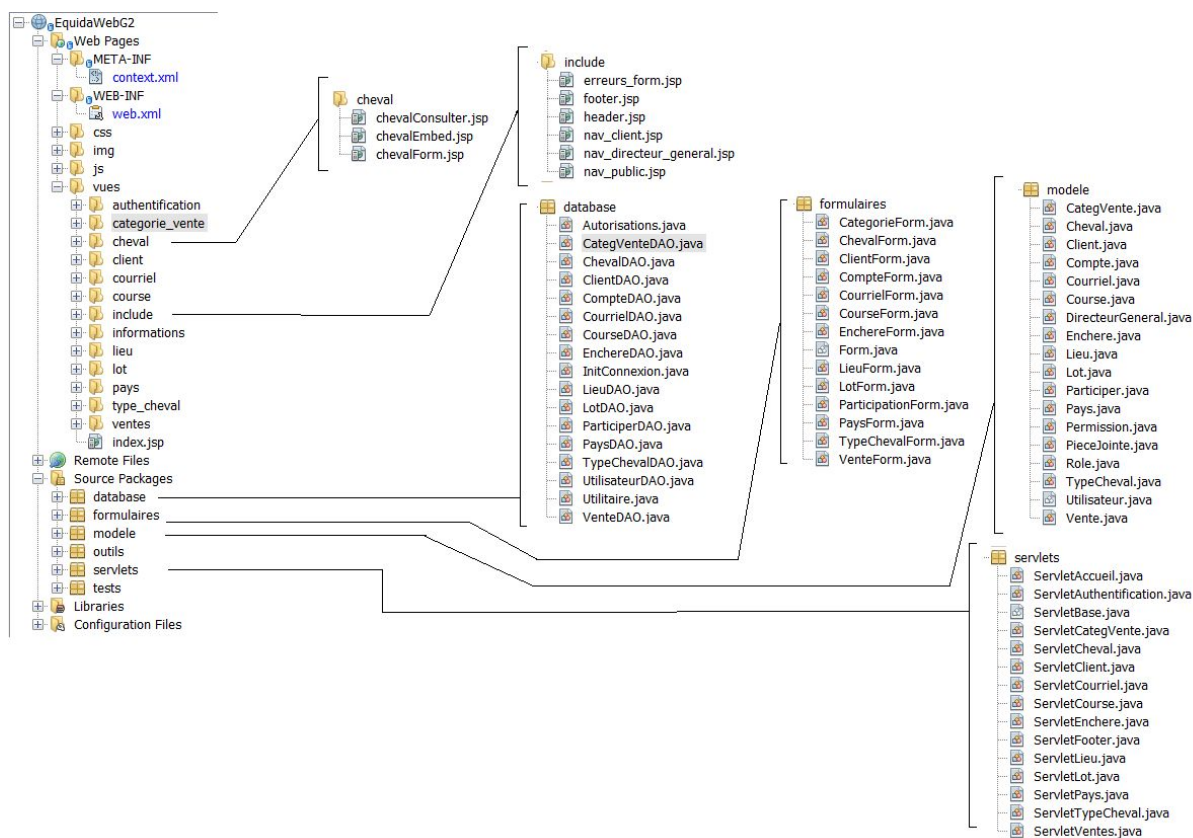 EquidaWebG2
Web Pages
META-INF
context.xml
WEB-INF
web.xml
css
img
js
vues
authentification
categorie_vente
cheval
client
courriel
course
include
informations
lieu
lot
pays
type_cheval
ventes
index.jsp
Remote Files
Source Packages
database
formulaires
modele
outils
servlets
tests
Libraries
Configuration Files
cheval
chevalConsulter.jsp
chevalEmbed.jsp
chevalForm.jsp
include
erreurs_form.jsp
footer.jsp
header.jsp
nav_client.jsp
nav_directeur_general.jsp
nav_public.jsp
database
Autorisations.java
CategVenteDAO.java
ChevalDAO.java
ClientDAO.java
CompteDAO.java
CourrielDAO.java
CourseDAO.java
EnchereDAO.java
InitConnexion.java
LieuDAO.java
LotDAO.java
ParticiperDAO.java
PaysDAO.java
TypeChevalDAO.java
UtilisateurDAO.java
Utilitaire.java
VenteDAO.java
formulaires
CategorieForm.java
ChevalForm.java
ClientForm.java
CompteForm.java
CourrielForm.java
CourseForm.java
EnchereForm.java
Form.java
LieuForm.java
LotForm.java
ParticipationForm.java
PaysForm.java
TypeChevalForm.java
VenteForm.java
modele
CategVente.java
Cheval.java
Client.java
Compte.java
Courriel.java
Course.java
DirecteurGeneral.java
Enchere.java
Lieu.java
Lot.java
Participer.java
Pays.java
Permission.java
PieceJointe.java
Role.java
TypeCheval.java
Utilisateur.java
Vente.java
servlets
ServletAccueil.java
ServletAuthentification.java
ServletBase.java
ServletCategVente.java
ServletCheval.java
ServletClient.java
ServletCourriel.java
ServletCourse.java
ServletEnchere.java
ServletFooter.java
ServletLieu.java
ServletLot.java
ServletPays.java
ServletTypeCheval.java
ServletVentes.java